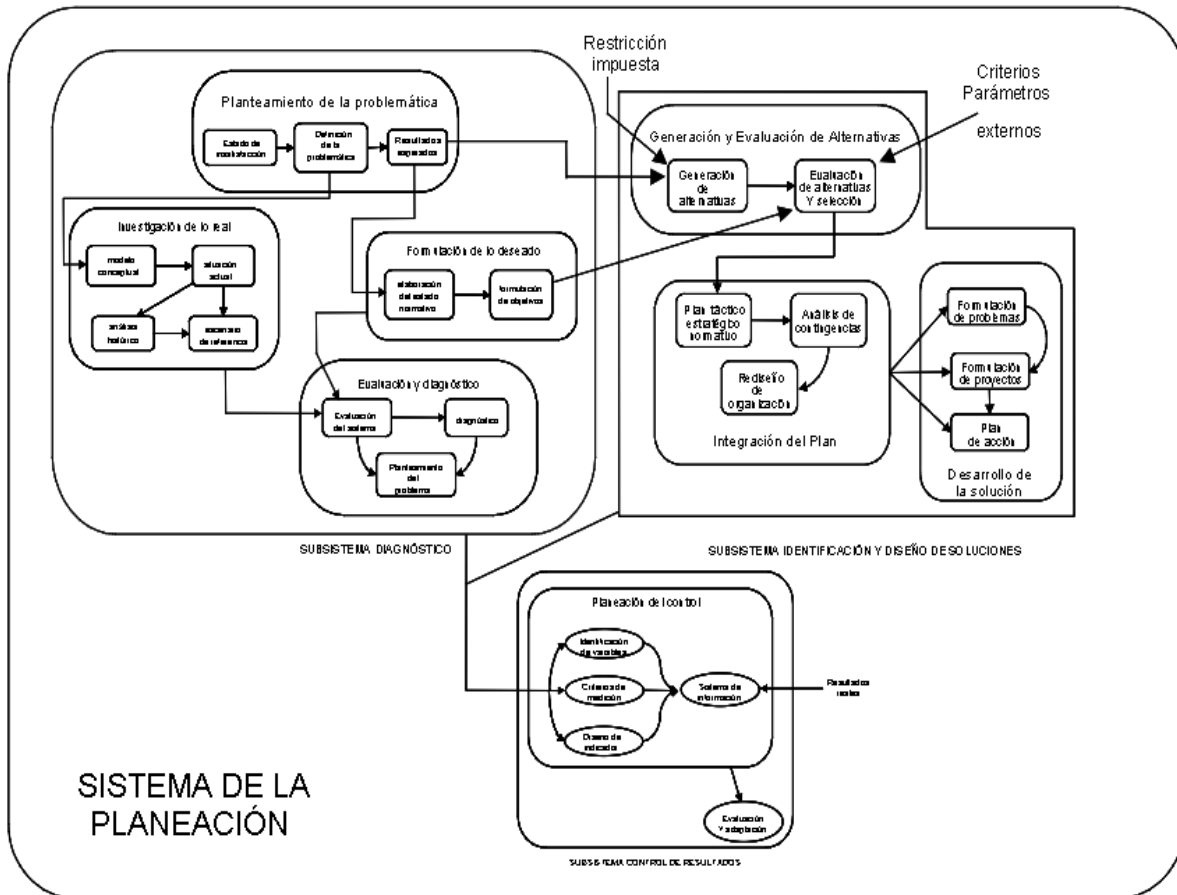 Restricción
impuesta
Criterios
Parámetros
externos
Planteamiento de la problemática
Estado de
insatisfacción
Definición
de la
problemática
Resultados
esperados
Generación y Evaluación de Alternativas
Generación
de
alternativas
Evaluación
de alternativas
Y selección
Investigación de lo real
modelo
conceptual
situación
actual
análisis
histórico
escenario
de referencia
Formulación de lo deseado
elaboración
del estado
normativo
formulación
de objetivos
Evaluación y diagnóstico
Evaluación
del sistema
diagnóstico
Planteamiento
del
problema
Plan táctico
estratégico
normativo
Análisis de
contingencias
Rediseño
de
organización
Integración del Plan
Formulación
de problemas
Formulación
de proyectos
Plan
de acción
Desarrollo de
la solución
SUBSISTEMA DIAGNÓSTICO
SUBSISTEMA IDENTIFICACIÓN Y DISEÑO DE SOLUCIONES
Planeación del control
Identificación
de variables
Criterios de
medición
Diseño de
indicador
Sistema de
información
Resultados
reales
Evaluación
Y adaptación
SUBSISTEMA CONTROL DE RESULTADOS
SISTEMA DE LA
PLANEACIÓN